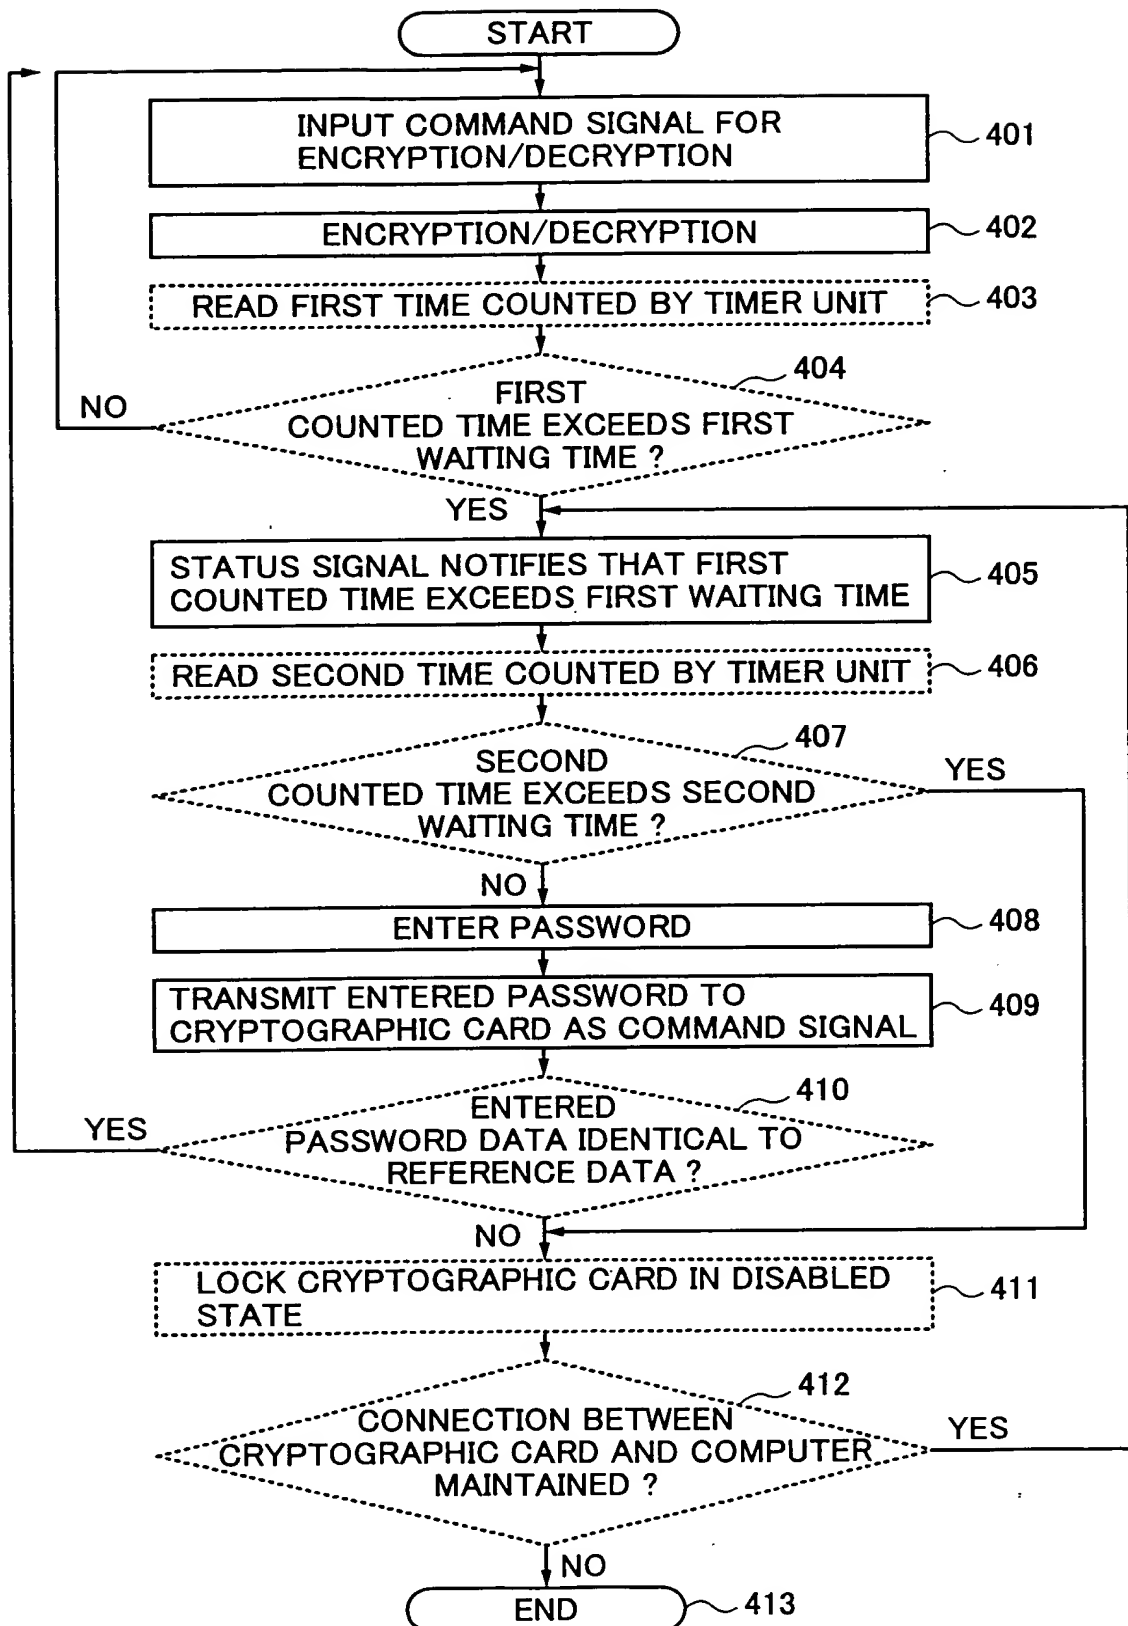 START
INPUT COMMAND SIGNAL FOR
ENCRYPTION/DECRYPTION
401
ENCRYPTION/DECRYPTION
402
READ FIRST TIME COUNTED BY TIMER UNIT
403
404
FIRST
COUNTED TIME EXCEEDS FIRST
WAITING TIME ?
NO
YES
STATUS SIGNAL NOTIFIES THAT FIRST
COUNTED TIME EXCEEDS FIRST WAITING TIME
405
READ SECOND TIME COUNTED BY TIMER UNIT
406
407
SECOND
COUNTED TIME EXCEEDS SECOND
WAITING TIME ?
YES
NO
ENTER PASSWORD
408
TRANSMIT ENTERED PASSWORD TO
CRYPTOGRAPHIC CARD AS COMMAND SIGNAL
409
410
ENTERED
PASSWORD DATA IDENTICAL TO
REFERENCE DATA ?
YES
NO
LOCK CRYPTOGRAPHIC CARD IN DISABLED
STATE
411
412
CONNECTION BETWEEN
CRYPTOGRAPHIC CARD AND COMPUTER
MAINTAINED ?
YES
NO
END
413